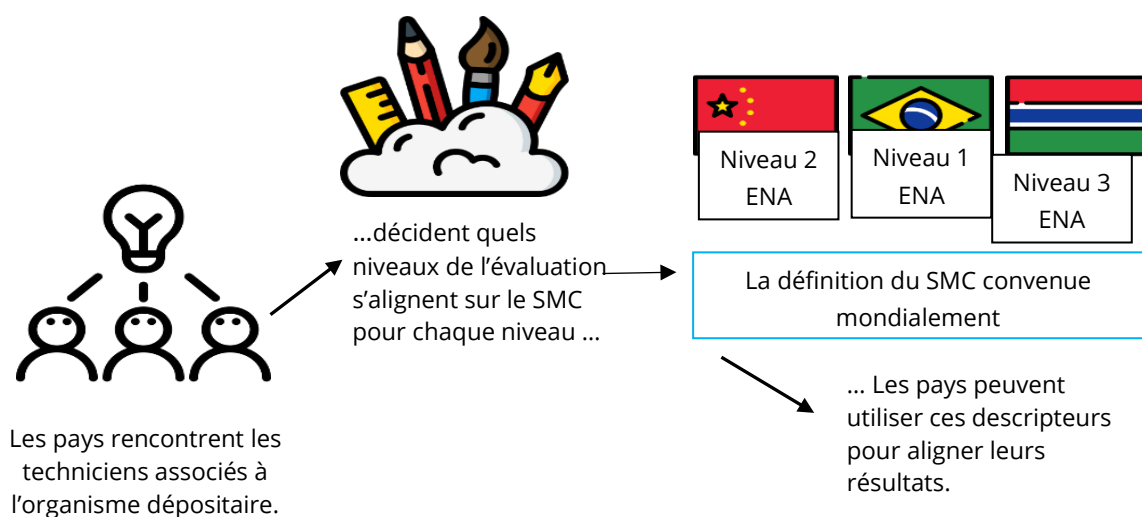 Les pays rencontrent les
techniciens associés à
l’organisme dépositaire.
…décident quels
niveaux de l’évaluation
s’alignent sur le SMC
pour chaque niveau …
Niveau 2
ENA
Niveau 1
ENA
Niveau 3
ENA
La définition du SMC convenue
mondialement
… Les pays peuvent
utiliser ces descripteurs
pour aligner leurs
résultats.